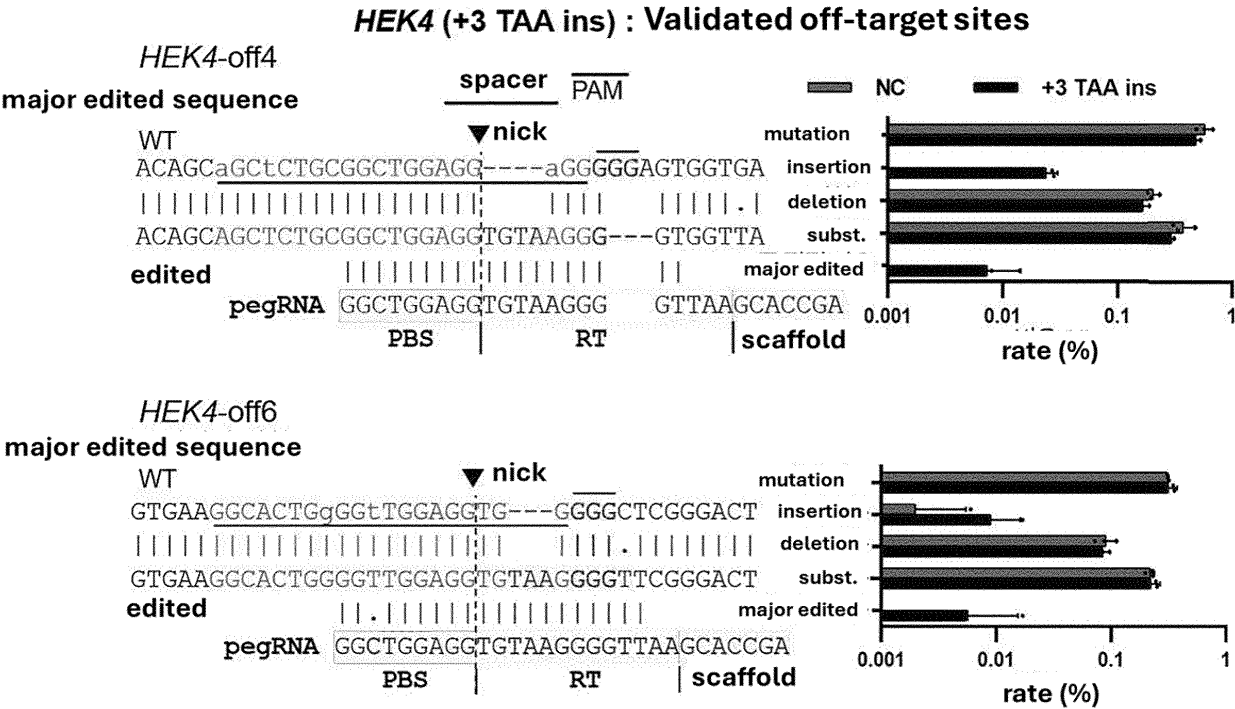 HEK4 (+3 TAA ins) : Validated off-target sites
HEK4-off4
major edited sequence
spacer PAM
NC +3 TAA ins
WT
nick
ACAGCaGCtCTGCGGCTGGAGG----aGGGGGAGTGGTGA
ACAGCAGCTCTGCGGCTGGAGGTGTAAGGG---GTGGTTA
edited
pegRNA GGCTGGAGGTGTAAGGG GTTAAGCACCGA
PBS RT scaffold
mutation
insertion
deletion
subst.
major edited
0.001 0.01 0.1 1
rate (%)
HEK4-off6
major edited sequence
WT
nick
GTGAAGGCACTGgGGtTGGAGGTG---GGGGCTCGGGACT
GTGAAGGCACTGGGGTTGGAGGTGTAAGGGGTTCGGGACT
edited
pegRNA GGCTGGAGGTGTAAGGGGTTAAGCACCGA
PBS RT scaffold
mutation
insertion
deletion
subst.
major edited
0.001 0.01 0.1 1
rate (%)